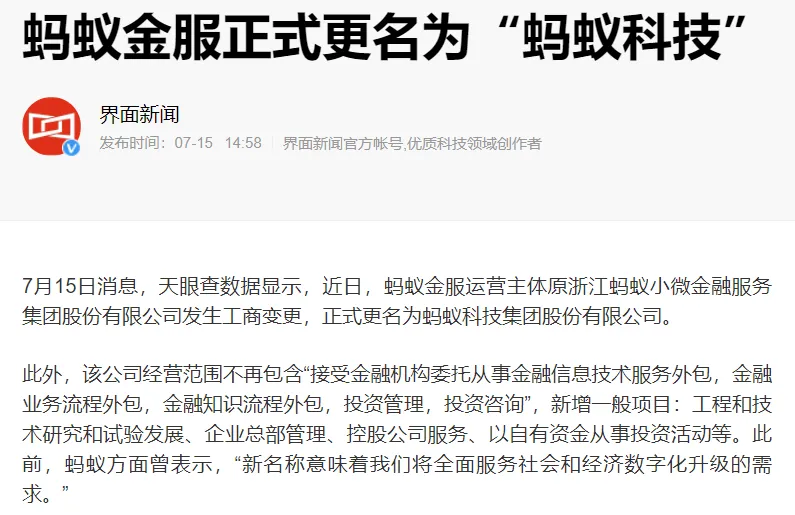 蚂蚁金服正式更名为“蚂蚁科技”
界面新闻
发布时间：07-15 14:58 界面新闻官方帐号,优质科技领域创作者
7月15日消息，天眼查数据显示，近日，蚂蚁金服运营主体原浙江蚂蚁小微金融服务
集团股份有限公司发生工商变更，正式更名为蚂蚁科技集团股份有限公司。
此外，该公司经营范围不再包含“接受金融机构委托从事金融信息技术服务外包，金融
业务流程外包，金融知识流程外包，投资管理，投资咨询”，新增一般项目：工程和技
术研究和试验发展、企业总部管理、控股公司服务、以自有资金从事投资活动等。此
前，蚂蚁方面曾表示，“新名称意味着我们将全面服务社会和经济数字化升级的需
求。”